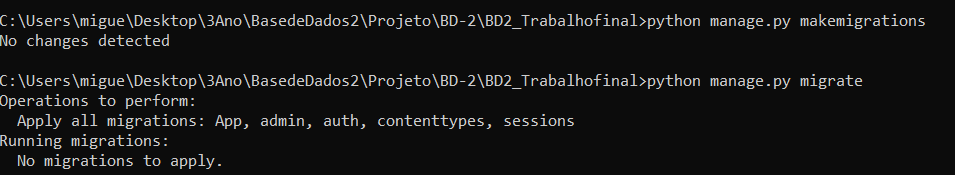 C:\Users\migue\Desktop\3Ano\BasedeDados2\Projeto\BD-2\BD2_Trabalhofinal>python manage.py makemigrations
No changes detected
C:\Users\migue\Desktop\3Ano\BasedeDados2\Projeto\BD-2\BD2_Trabalhofinal>python manage.py migrate
Operations to perform:
  Apply all migrations: App, admin, auth, contenttypes, sessions
Running migrations:
  No migrations to apply.